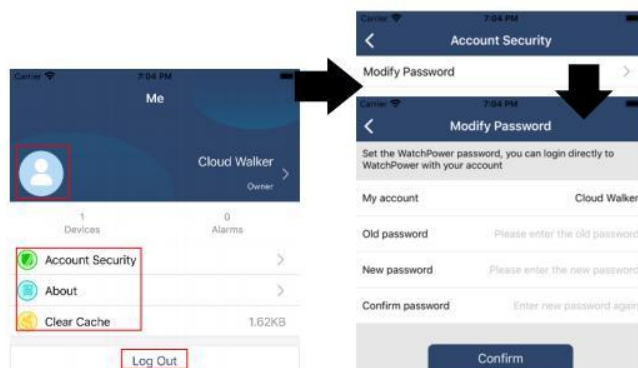 Carrier 7:04 PM
Me
Cloud Walker
Owner
1
Devices
0
Alarms
Account Security
About
Clear Cache 1.62KB
Log Out
Carrier 7:04 PM
Account Security
Modify Password
Carrier 7:04 PM
Modify Password
Set the WatchPower password, you can login directly to
WatchPower with your account
My account Cloud Walker
Old password Please enter the old password
New password Please enter the new password
Confirm password Enter new password again
Confirm